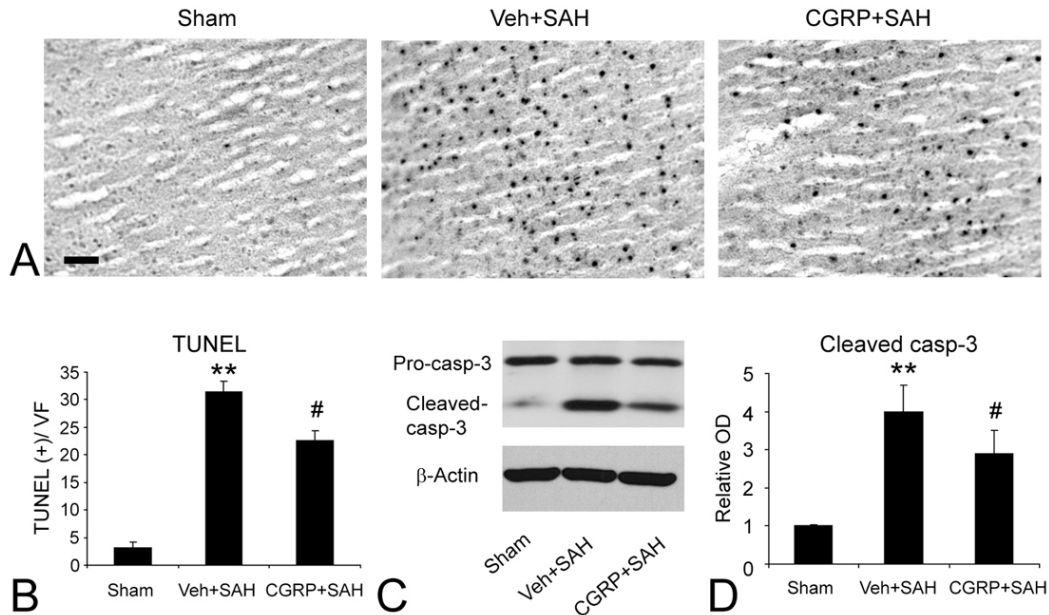 Sham
Veh+SAH
CGRP+SAH
A
TUNEL
TUNEL (+)/ VF
35
30
25
20
15
10
5
0
**
#
Sham
Veh+SAH
CGRP+SAH
B
Pro-casp-3
Cleaved-
casp-3
β-Actin
Sham
Veh+SAH
CGRP+SAH
C
Cleaved casp-3
Relative OD
5
4
3
2
1
0
**
#
Sham
Veh+SAH
CGRP+SAH
D